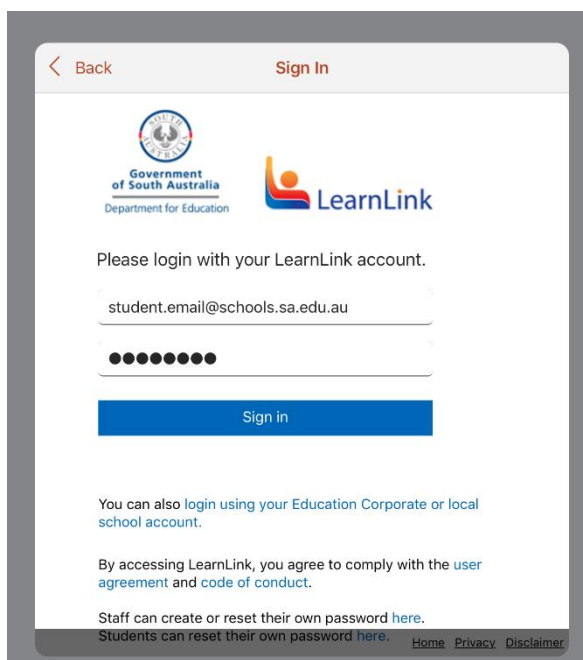 Back
Sign In
SOUTH
AUSTRALIA
Government
of South Australia
Department for Education
LearnLink
Please login with your LearnLink account.
student.email@schools.sa.edu.au
●●●●●●●●
Sign in
You can also login using your Education Corporate or local
school account.
By accessing LearnLink, you agree to comply with the user
agreement and code of conduct.
Staff can create or reset their own password here.
Students can reset their own password here.
Home Privacy Disclaimer